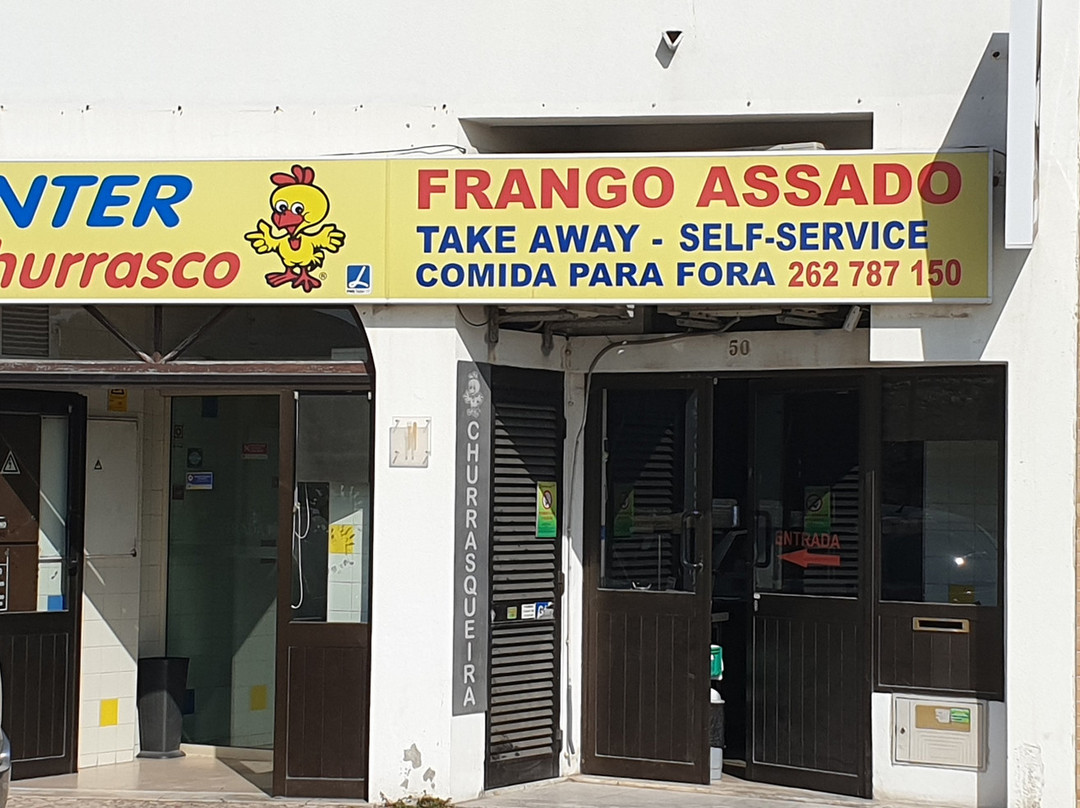 NTER
hurrasco
®
FRANGO ASSADO
TAKE AWAY - SELF-SERVICE
COMIDA PARA FORA 262 787 150
50
CHURRASQUEIRA
ENTRADA